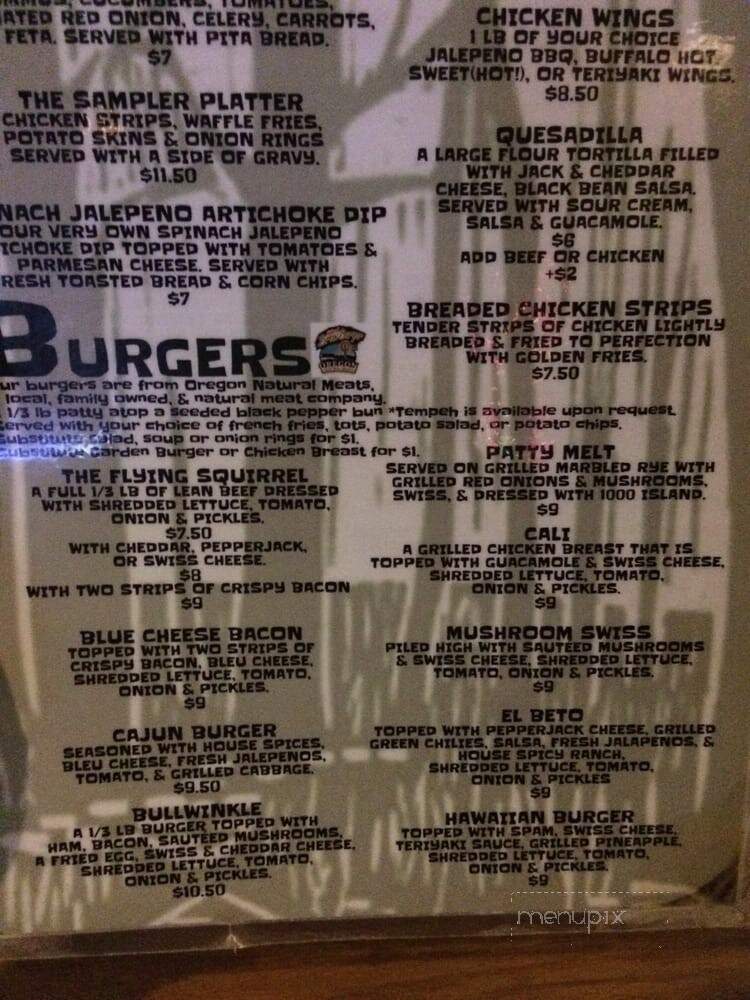 TOMATOES,
RED ONION, CELERY, CARROTS,
FETA. SERVED WITH PITA BREAD.
$7
THE SAMPLER PLATTER
CHICKEN STRIPS, WAFFLE FRIES,
POTATO SKINS & ONION RINGS
SERVED WITH A SIDE OF GRAVY.
$11.50
JALEPENO ARTICHOKE DIP
OUR VERY OWN SPINACH JALEPENO
DIP TOPPED WITH TOMATOES &
PARMESAN CHEESE. SERVED WITH
TOASTED BREAD & CORN CHIPS.
$7
CHICKEN WINGS
1 LB OF YOUR CHOICE
JALEPENO BBQ, BUFFALO HOT,
SWEET(HOT!), OR TERIYAKI WINGS.
$8.50
QUESADILLA
A LARGE FLOUR TORTILLA FILLED
WITH JACK & CHEDDAR
CHEESE, BLACK BEAN SALSA.
SERVED WITH SOUR CREAM,
SALSA & GUACAMOLE.
$6
ADD BEEF OR CHICKEN
+$2
BREADED CHICKEN STRIPS
TENDER STRIPS OF CHICKEN LIGHTLY
BREADED & FRIED TO PERFECTION
WITH GOLDEN FRIES.
$7.50
BURGERS
OREGON
burgers are from Oregon Natural Meats,
local, family owned, & natural meat company.
1/3 lb patty atop a seeded black pepper bun *Tempeh is available upon request.
Served with your choice of french fries, tots, potato salad, or potato chips.
Substitute salad, soup or onion rings for $1.
Substitute Garden Burger or Chicken Breast for $1.
THE FLYING SQUIRREL
A FULL 1/3 LB OF LEAN BEEF DRESSED
WITH SHREDDED LETTUCE, TOMATO,
ONION & PICKLES.
$7.50
WITH CHEDDAR, PEPPERJACK,
OR SWISS CHEESE.
$8
WITH TWO STRIPS OF CRISPY BACON
$9
BLUE CHEESE BACON
TOPPED WITH TWO STRIPS OF
CRISPY BACON, BLEU CHEESE,
SHREDDED LETTUCE, TOMATO,
ONION & PICKLES.
$9
CAJUN BURGER
SEASONED WITH HOUSE SPICES,
BLEU CHEESE, FRESH JALEPENOS,
TOMATO, & GRILLED CABBAGE.
$9.50
BULLWINKLE
A 1/3 LB BURGER TOPPED WITH
HAM, BACON, SAUTEED MUSHROOMS,
A FRIED EGG, SWISS & CHEDDAR CHEESE,
SHREDDED LETTUCE, TOMATO,
ONION & PICKLES.
$10.50
PATTY MELT
SERVED ON GRILLED MARBLED RYE WITH
GRILLED RED ONIONS & MUSHROOMS,
SWISS, & DRESSED WITH 1000 ISLAND.
$9
CALI
A GRILLED CHICKEN BREAST THAT IS
TOPPED WITH GUACAMOLE & SWISS CHEESE,
SHREDDED LETTUCE, TOMATO,
ONION & PICKLES.
$9
MUSHROOM SWISS
PILED HIGH WITH SAUTEED MUSHROOMS
& SWISS CHEESE, SHREDDED LETTUCE,
TOMATO, ONION & PICKLES.
$9
EL BETO
TOPPED WITH PEPPERJACK CHEESE, GRILLED
GREEN CHILIES, SALSA, FRESH JALAPENOS, &
HOUSE SPICY RANCH,
SHREDDED LETTUCE, TOMATO,
ONION & PICKLES
$9
HAWAIIAN BURGER
TOPPED WITH SPAM, SWISS CHEESE,
TERIYAKI SAUCE, GRILLED PINEAPPLE,
SHREDDED LETTUCE, TOMATO,
ONION & PICKLES.
$9
menupix